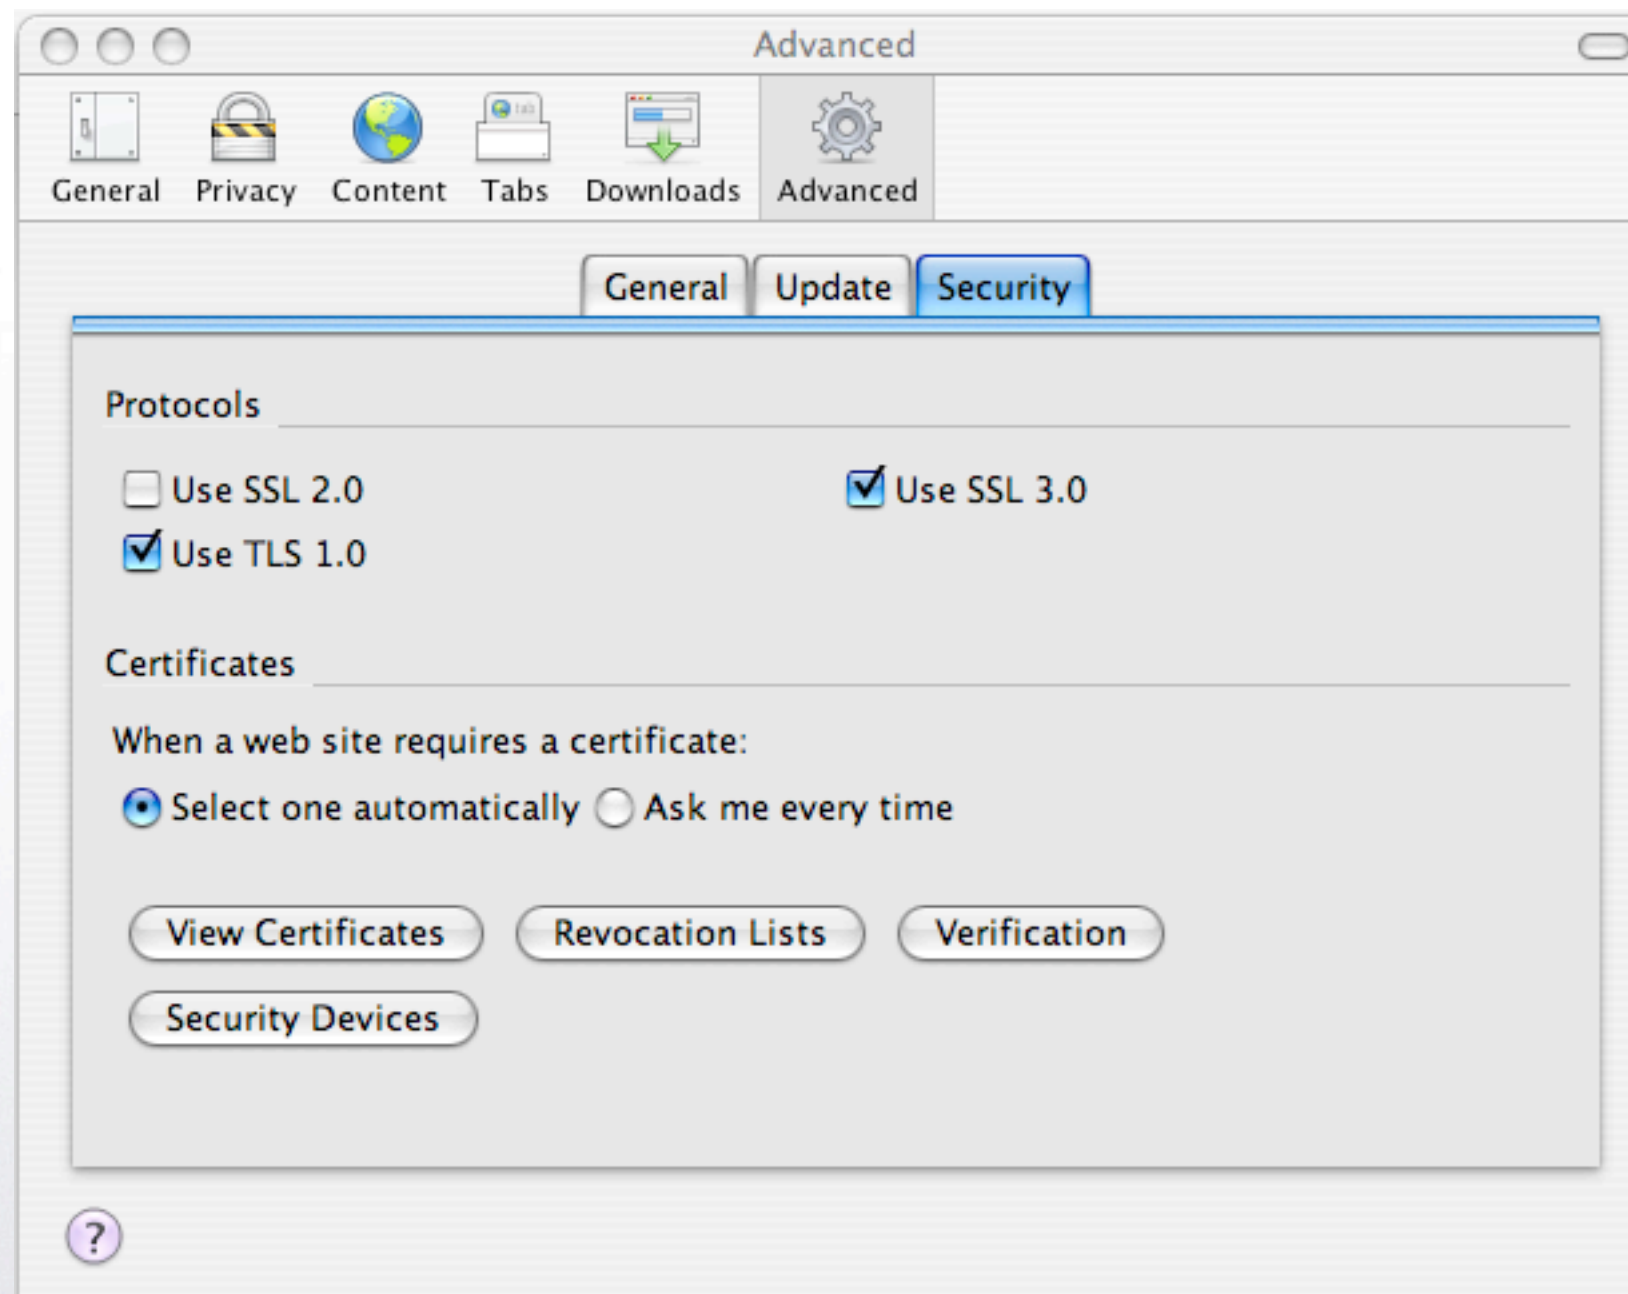 Advanced
General Privacy Content Tabs Downloads Advanced
General Update Security
Protocols
Use SSL 2.0 Use SSL 3.0
Use TLS 1.0
Certificates
When a web site requires a certificate:
Select one automatically Ask me every time
View Certificates Revocation Lists Verification
Security Devices
?